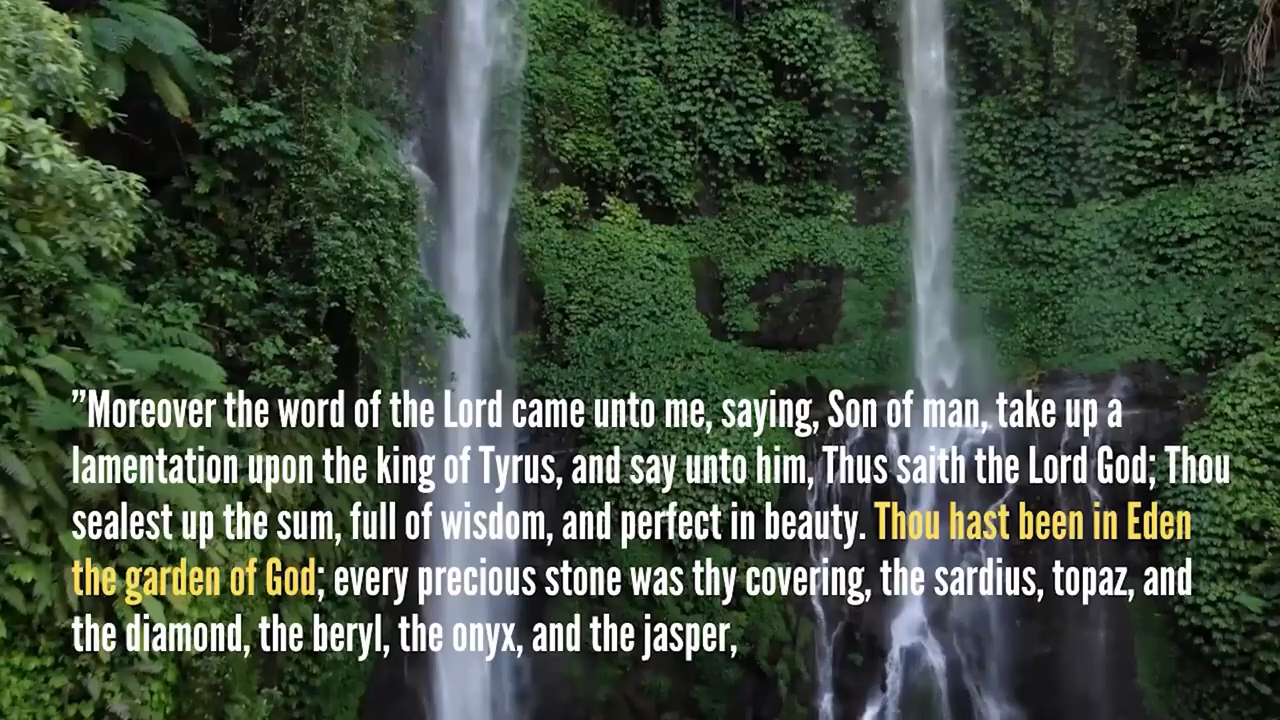 ”Moreover the word of the Lord came unto me, saying, Son of man, take up a
lamentation upon the king of Tyrus, and say unto him, Thus saith the Lord God; Thou
sealest up the sum, full of wisdom, and perfect in beauty. Thou hast been in Eden
the garden of God; every precious stone was thy covering, the sardius, topaz, and
the diamond, the beryl, the onyx, and the jasper,